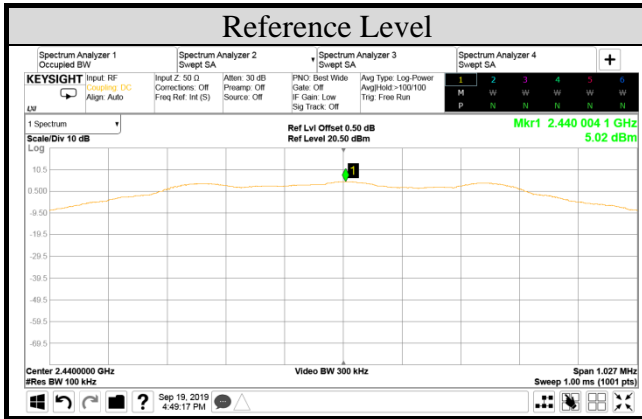 Reference Level
Spectrum Analyzer 1
Occupied BW
Spectrum Analyzer 2
Swept SA
Spectrum Analyzer 3
Swept SA
Spectrum Analyzer 4
Swept SA
+
KEYSIGHT
Input: RF
Coupling: DC
Align: Auto
Input Z: 50 Ω
Corrections: Off
Freq Ref: Int (S)
Atten: 30 dB
Preamp: Off
Source: Off
PNO: Best Wide
Gate: Off
IF Gain: Low
Sig Track: Off
Avg Type: Log-Power
Avg|Hold:>100/100
Trig: Free Run
1 2 3 4 5 6
M W W W W W
P N N N N N
1 Spectrum
Scale/Div 10 dB
Ref Lvl Offset 0.50 dB
Ref Level 20.50 dBm
Mkr1 2.440 004 1 GHz
5.02 dBm
Log
1
10.5
0.500
-9.50
-19.5
-29.5
-39.5
-49.5
-59.5
-69.5
Center 2.4400000 GHz
#Res BW 100 kHz
Video BW 300 kHz
Span 1.027 MHz
Sweep 1.00 ms (1001 pts)
?
Sep 19, 2019
4:49:17 PM